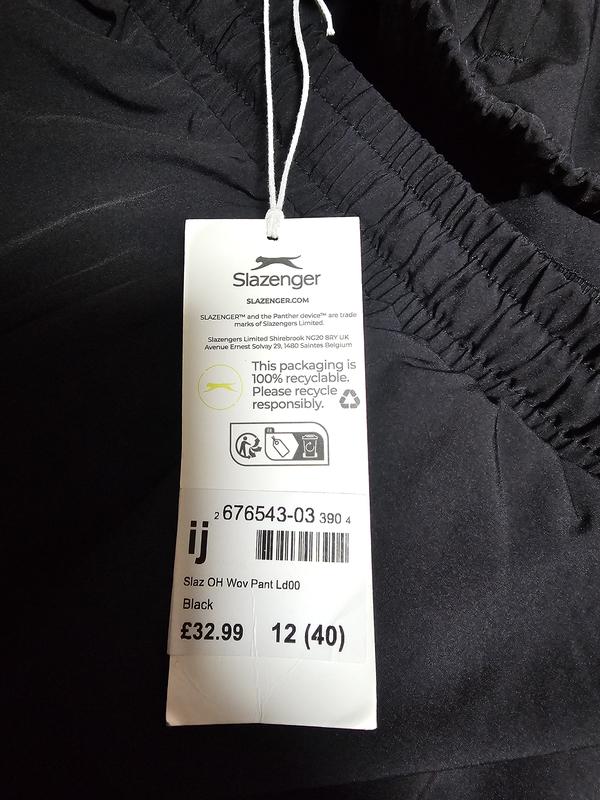 Slazenger
SLAZENGER.COM
SLAZENGER™ and the Panther device™ are trade
marks of Slazengers Limited.
Slazengers Limited Shirebrook NG20 8RY UK
Avenue Ernest Solvay 29, 1480 Saintes Belgium
This packaging is
100% recyclable.
Please recycle
responsibly.
FR
2 676543-03 390 4
ij
Slaz OH Wov Pant Ld00
Black
£32.99 12 (40)